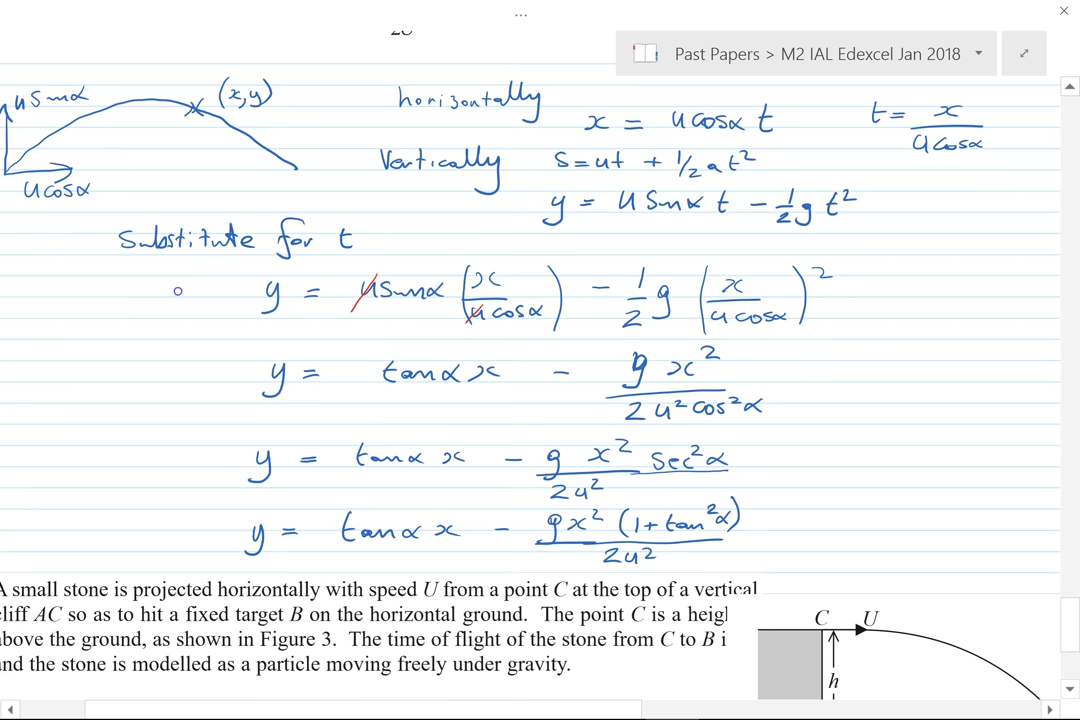 Past Papers > M2 IAL Edexcel Jan 2018
u sin α
(x,y)
u cos α
horizontally
x = u cos α t
t = x / u cos α
Vertically
s = ut + 1/2 a t²
y = u sin α t − 1/2 g t²
Substitute for t
y = u sin α (x / u cos α) − 1/2 g (x / u cos α)²
y = tan α x − g x² / 2 u² cos² α
y = tan α x − g x² sec² α / 2 u²
y = tan α x − g x² (1 + tan² α) / 2u²
A small stone is projected horizontally with speed U from a point C at the top of a vertical
cliff AC so as to hit a fixed target B on the horizontal ground. The point C is a heig
above the ground, as shown in Figure 3. The time of flight of the stone from C to B i
and the stone is modelled as a particle moving freely under gravity.
C U
h